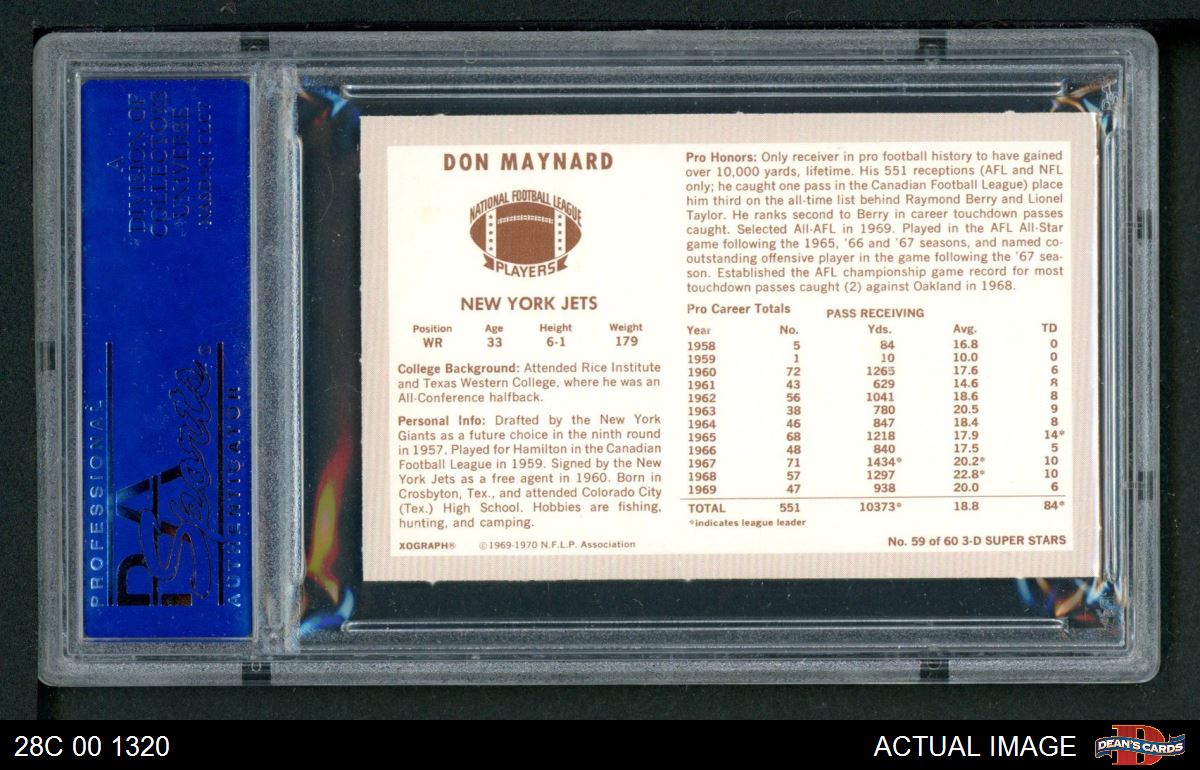 A
DIVISION OF
COLLECTORS
UNIVERSE
NASDAQ: CLCT
PROFESSIONAL
PSA
Sports
®
AUTHENTICATOR
DON MAYNARD
NATIONAL FOOTBALL LEAGUE
PLAYERS
NEW YORK JETS
Position Age Height Weight
WR 33 6-1 179
College Background: Attended Rice Institute
and Texas Western College, where he was an
All-Conference halfback.
Personal Info: Drafted by the New York
Giants as a future choice in the ninth round
in 1957. Played for Hamilton in the Canadian
Football League in 1959. Signed by the New
York Jets as a free agent in 1960. Born in
Crosbyton, Tex., and attended Colorado City
(Tex.) High School. Hobbies are fishing,
hunting, and camping.
XOGRAPH® ©1969-1970 N.F.L.P. Association
Pro Honors: Only receiver in pro football history to have gained
over 10,000 yards, lifetime. His 551 receptions (AFL and NFL
only; he caught one pass in the Canadian Football League) place
him third on the all-time list behind Raymond Berry and Lionel
Taylor. He ranks second to Berry in career touchdown passes
caught. Selected All-AFL in 1969. Played in the AFL All-Star
game following the 1965, '66 and '67 seasons, and named co-
outstanding offensive player in the game following the '67 sea-
son. Established the AFL championship game record for most
touchdown passes caught (2) against Oakland in 1968.
Pro Career Totals PASS RECEIVING
Year No. Yds. Avg. TD
1958 5 84 16.8 0
1959 1 10 10.0 0
1960 72 1265 17.6 6
1961 43 629 14.6 8
1962 56 1041 18.6 8
1963 38 780 20.5 9
1964 46 847 18.4 8
1965 68 1218 17.9 14*
1966 48 840 17.5 5
1967 71 1434* 20.2* 10
1968 57 1297 22.8* 10
1969 47 938 20.0 6
TOTAL 551 10373* 18.8 84*
*indicates league leader
No. 59 of 60 3-D SUPER STARS
28C 00 1320
ACTUAL IMAGE
D
DEAN'S CARDS